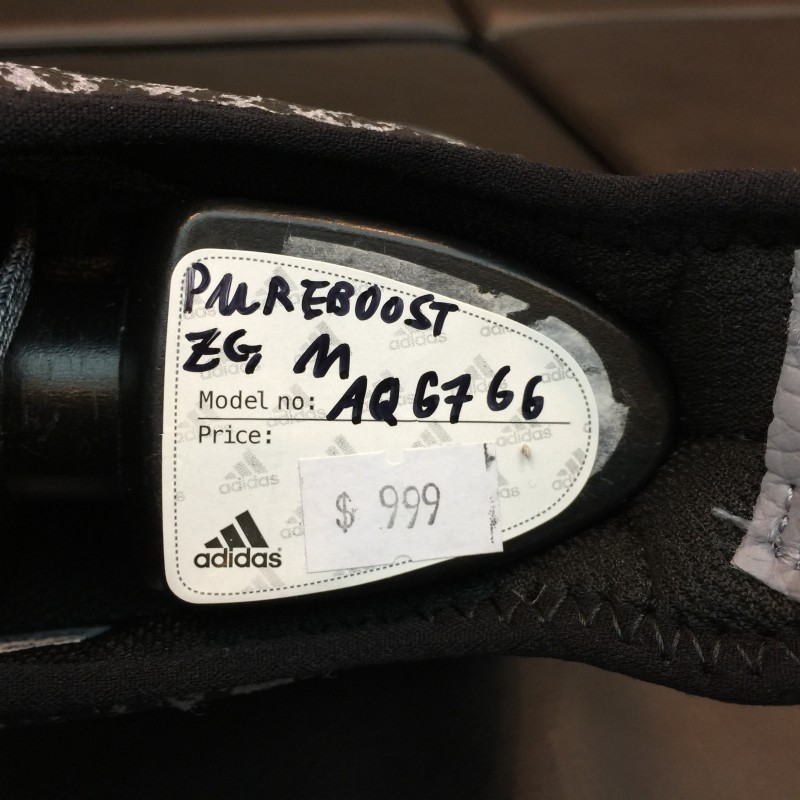 PUREBOOST
ZG M
Model no: AQ6766
Price:
$ 999
adidas